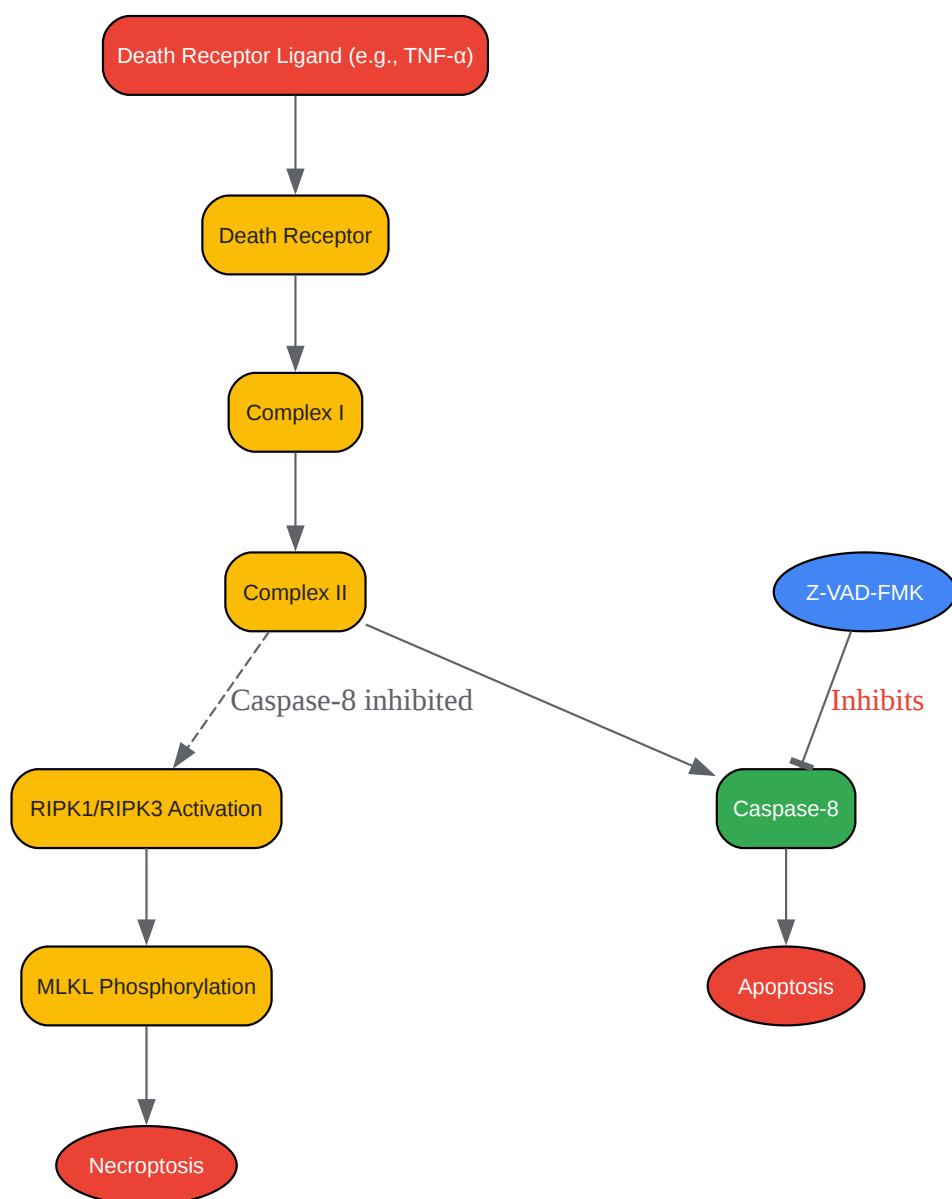 Death Receptor Ligand (e.g., TNF-α)
Death Receptor
Complex I
Complex II
Z-VAD-FMK
Caspase-8 inhibited
Inhibits
RIPK1/RIPK3 Activation
Caspase-8
MLKL Phosphorylation
Apoptosis
Necroptosis